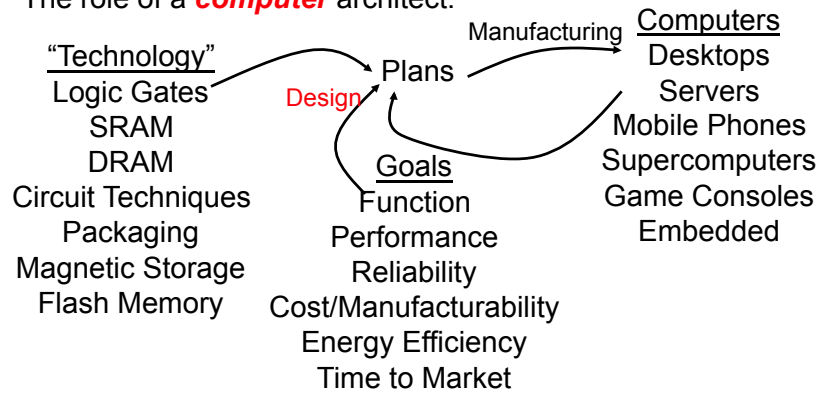 The role of a computer architect:
"Technology"
Logic Gates
SRAM
DRAM
Circuit Techniques
Packaging
Magnetic Storage
Flash Memory
Design
Plans
Manufacturing
Goals
Function
Performance
Reliability
Cost/Manufacturability
Energy Efficiency
Time to Market
Computers
Desktops
Servers
Mobile Phones
Supercomputers
Game Consoles
Embedded